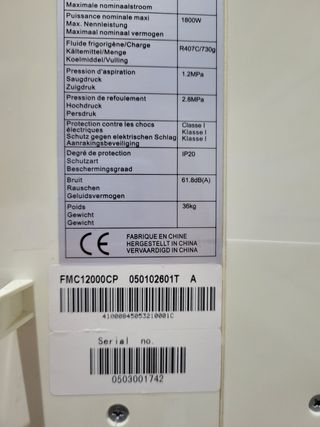 Maximale nominaalstroom
Puissance nominale maxi
Max. Nennleistung
Maximaal nominaal vermogen
1800W
Fluide frigorigène/Charge
Kältemittel/Menge
Koelmiddel/Vulling
R407C/730g
Pression d'aspiration
Saugdruck
Zuigdruk
1.2MPa
Pression de refoulement
Hochdruck
Persdruk
2.6MPa
Protection contre les chocs
électriques
Schutz gegen elektrischen Schlag
Aanrakingsbeveiliging
Classe I
Klasse I
Klasse I
Degré de protection
Schutzart
Beschermingsgraad
IP20
Bruit
Rauschen
Geluidsvermogen
61.8dB(A)
Poids
Gewicht
Gewicht
36kg
CE
FABRIQUE EN CHINE
HERGESTELLT IN CHINA
VERVAARDIGD IN CHINA
FMC12000CP 050102601T A
41000845053210001C
Serial no.
0503001742